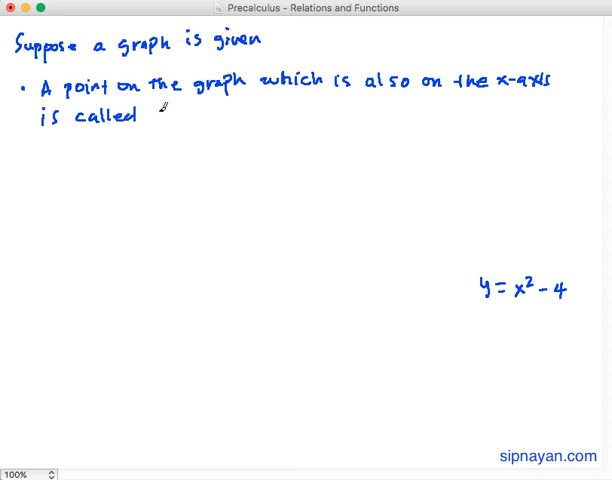 Precalculus - Relations and Functions
Suppose a graph is given
• A point on the graph which is also on the x-axis
is called
y = x² - 4
sipnayan.com
100%